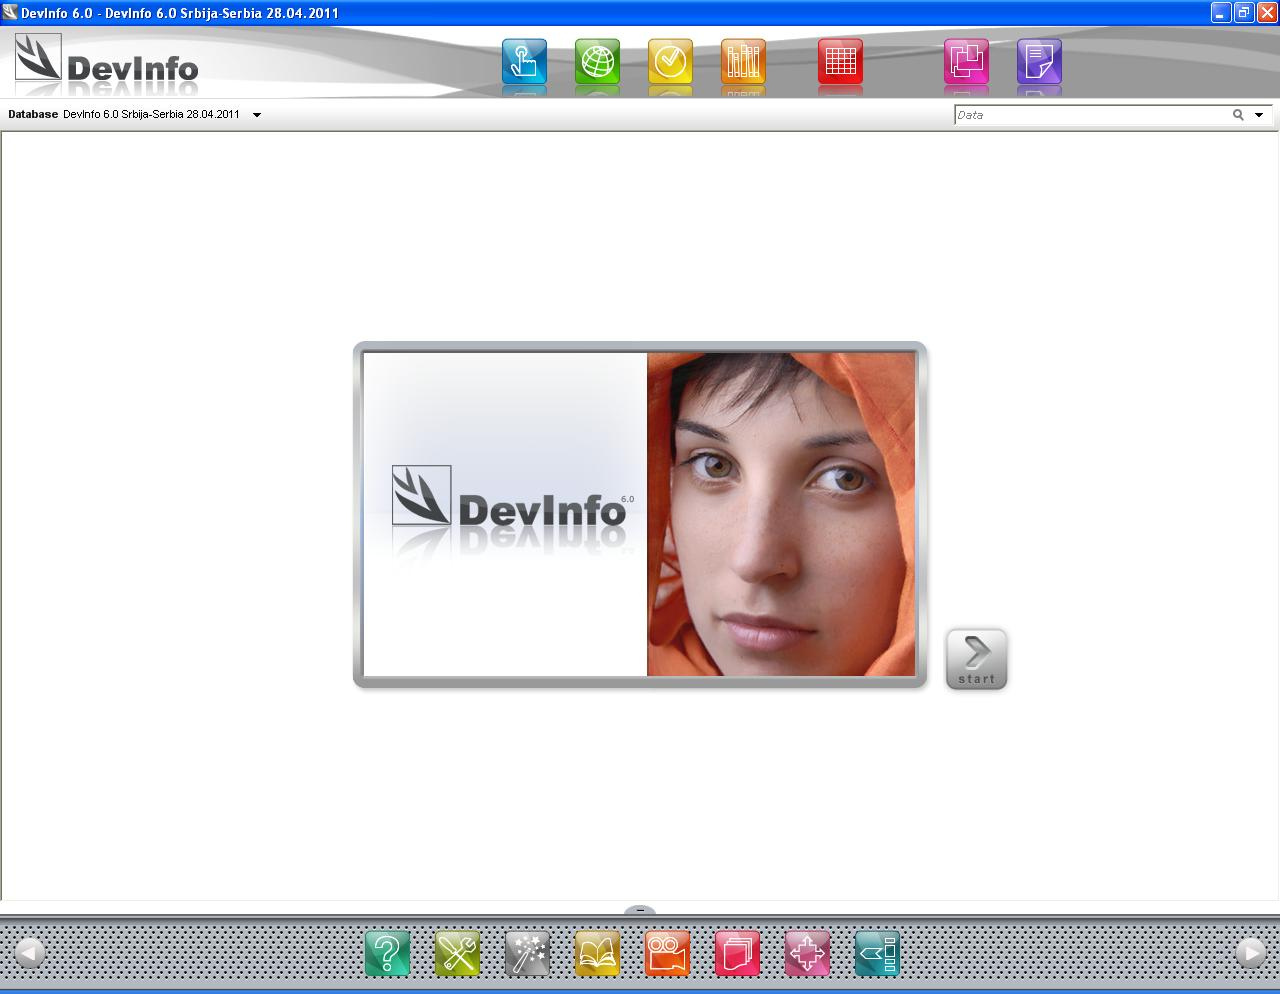 DevInfo 6.0 - DevInfo 6.0 Srbija-Serbia 28.04.2011
DevInfo
Database DevInfo 6.0 Srbija-Serbia 28.04.2011
Data
DevInfo 6.0
start